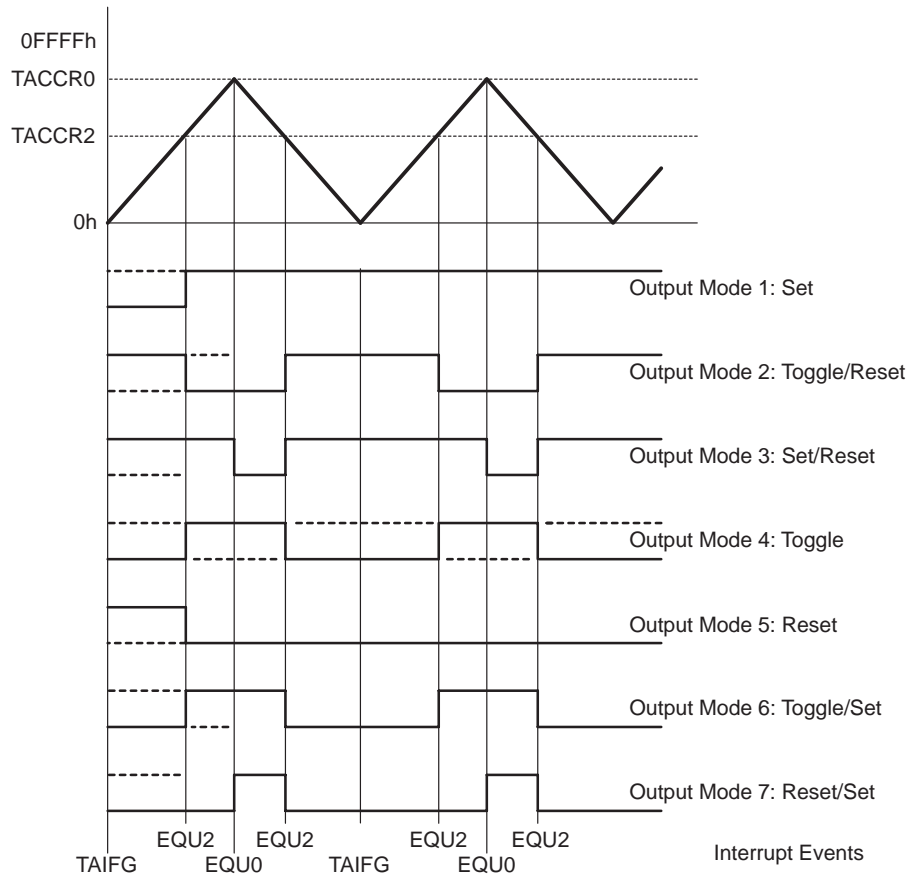 0FFFFh
TACCR0
TACCR2
0h
Output Mode 1: Set
Output Mode 2: Toggle/Reset
Output Mode 3: Set/Reset
Output Mode 4: Toggle
Output Mode 5: Reset
Output Mode 6: Toggle/Set
Output Mode 7: Reset/Set
EQU2 EQU2 EQU2 EQU2
TAIFG EQU0 TAIFG EQU0
Interrupt Events